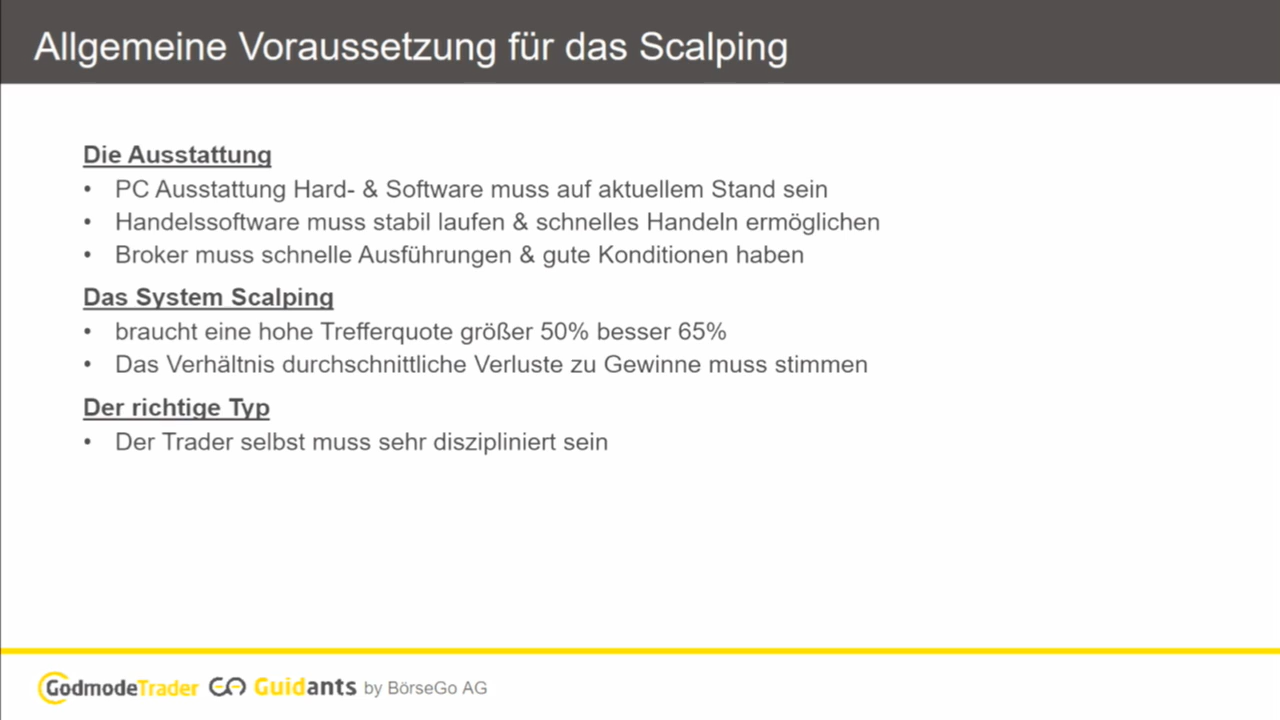 Allgemeine Voraussetzung für das Scalping
Die Ausstattung
• PC Ausstattung Hard- & Software muss auf aktuellem Stand sein
• Handelssoftware muss stabil laufen & schnelles Handeln ermöglichen
• Broker muss schnelle Ausführungen & gute Konditionen haben
Das System Scalping
• braucht eine hohe Trefferquote größer 50% besser 65%
• Das Verhältnis durchschnittliche Verluste zu Gewinne muss stimmen
Der richtige Typ
• Der Trader selbst muss sehr diszipliniert sein
GodmodeTrader Guidants by BörseGo AG